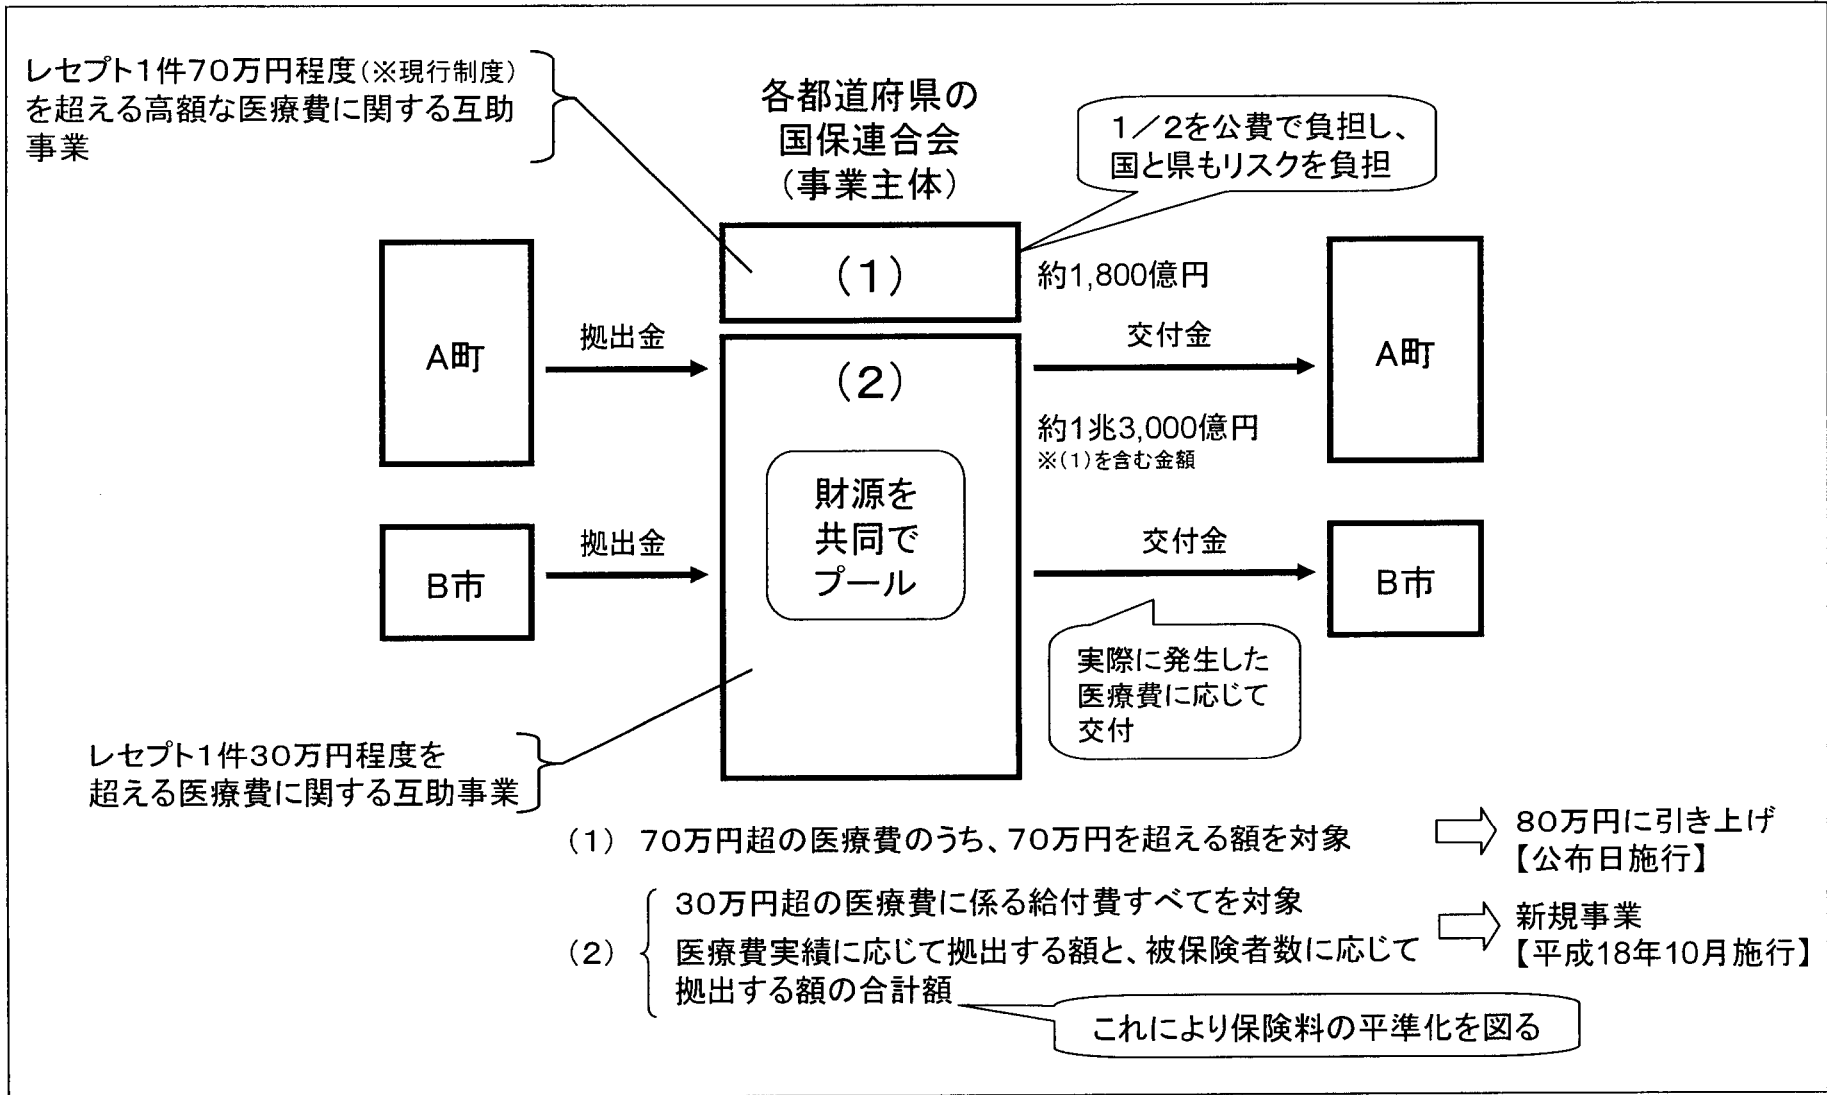 レセプト1件70万円程度(※現行制度)
を超える高額な医療費に関する互助
事業
各都道府県の
国保連合会
(事業主体)
1/2を公費で負担し、
国と県もリスクを負担
(1)
約1,800億円
A町
拠出金
(2)
交付金
A町
約1兆3,000億円
※(1)を含む金額
財源を
共同で
プール
B市
拠出金
交付金
B市
実際に発生した
医療費に応じて
交付
レセプト1件30万円程度を
超える医療費に関する互助事業
(1) 70万円超の医療費のうち、70万円を超える額を対象
80万円に引き上げ
【公布日施行】
(2)
30万円超の医療費に係る給付費すべてを対象
医療費実績に応じて拠出する額と、被保険者数に応じて
拠出する額の合計額
新規事業
【平成18年10月施行】
これにより保険料の平準化を図る